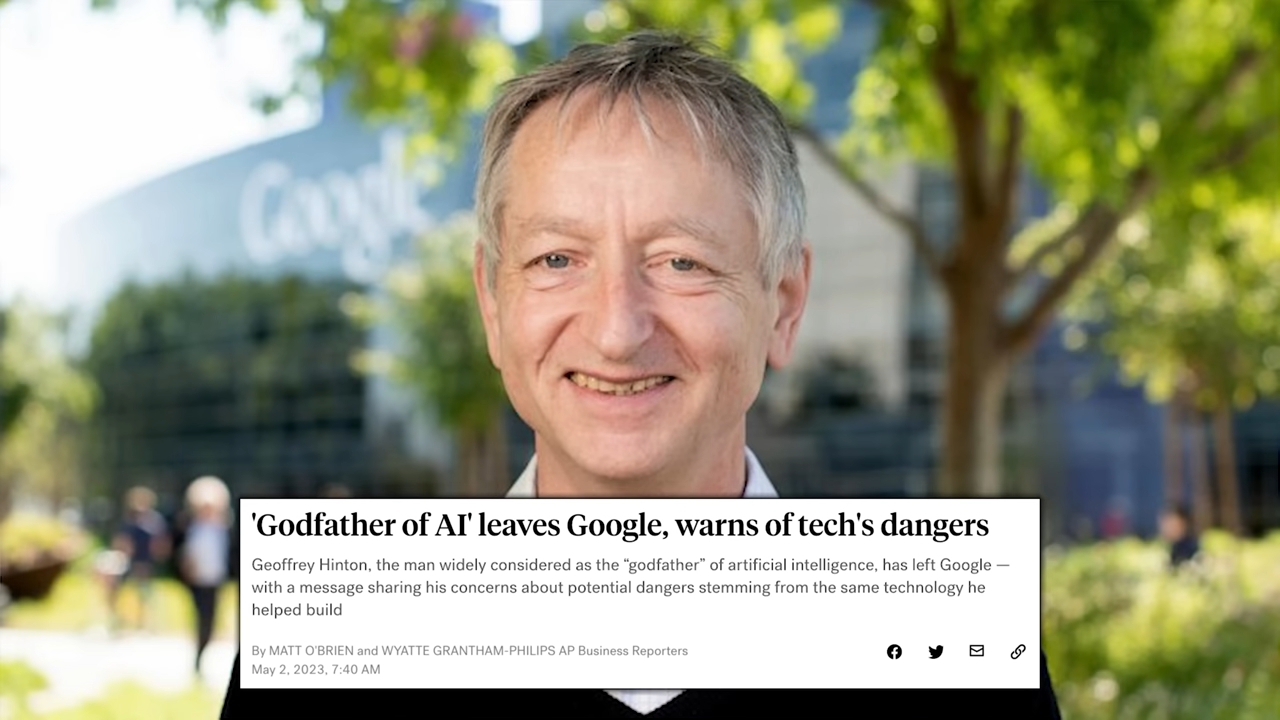 Google
'Godfather of AI' leaves Google, warns of tech's dangers
Geoffrey Hinton, the man widely considered as the “godfather” of artificial intelligence, has left Google —
with a message sharing his concerns about potential dangers stemming from the same technology he
helped build
By MATT O'BRIEN and WYATTE GRANTHAM-PHILIPS AP Business Reporters
May 2, 2023, 7:40 AM